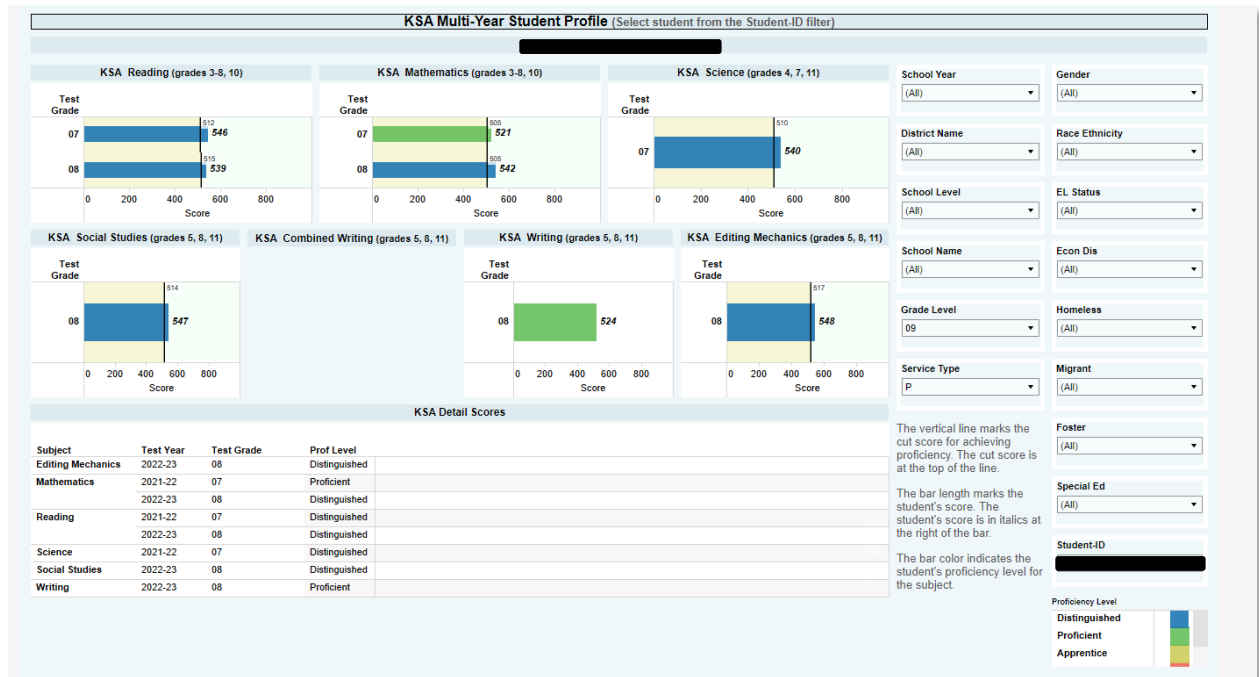 KSA Multi-Year Student Profile (Select student from the Student-ID filter)
KSA Reading (grades 3-8, 10)
Test
Grade
512
07 546
515
08 539
0 200 400 600 800
Score
KSA Mathematics (grades 3-8, 10)
Test
Grade
505
07 521
505
08 542
0 200 400 600 800
Score
KSA Science (grades 4, 7, 11)
Test
Grade
510
07 540
0 200 400 600 800
Score
KSA Social Studies (grades 5, 8, 11)
Test
Grade
514
08 547
0 200 400 600 800
Score
KSA Combined Writing (grades 5, 8, 11)
KSA Writing (grades 5, 8, 11)
Test
Grade
08 524
0 200 400 600 800
Score
KSA Editing Mechanics (grades 5, 8, 11)
Test
Grade
517
08 548
0 200 400 600 800
Score
KSA Detail Scores
Subject Test Year Test Grade Prof Level
Editing Mechanics 2022-23 08 Distinguished
Mathematics 2021-22 07 Proficient
2022-23 08 Distinguished
Reading 2021-22 07 Distinguished
2022-23 08 Distinguished
Science 2021-22 07 Distinguished
Social Studies 2022-23 08 Distinguished
Writing 2022-23 08 Proficient
School Year
(All)
Gender
(All)
District Name
(All)
Race Ethnicity
(All)
School Level
(All)
EL Status
(All)
School Name
(All)
Econ Dis
(All)
Grade Level
09
Homeless
(All)
Service Type
P
Migrant
(All)
The vertical line marks the
cut score for achieving
proficiency. The cut score is
at the top of the line.
The bar length marks the
student's score. The
student's score is in italics at
the right of the bar.
The bar color indicates the
student's proficiency level for
the subject.
Foster
(All)
Special Ed
(All)
Student-ID
Proficiency Level
Distinguished
Proficient
Apprentice